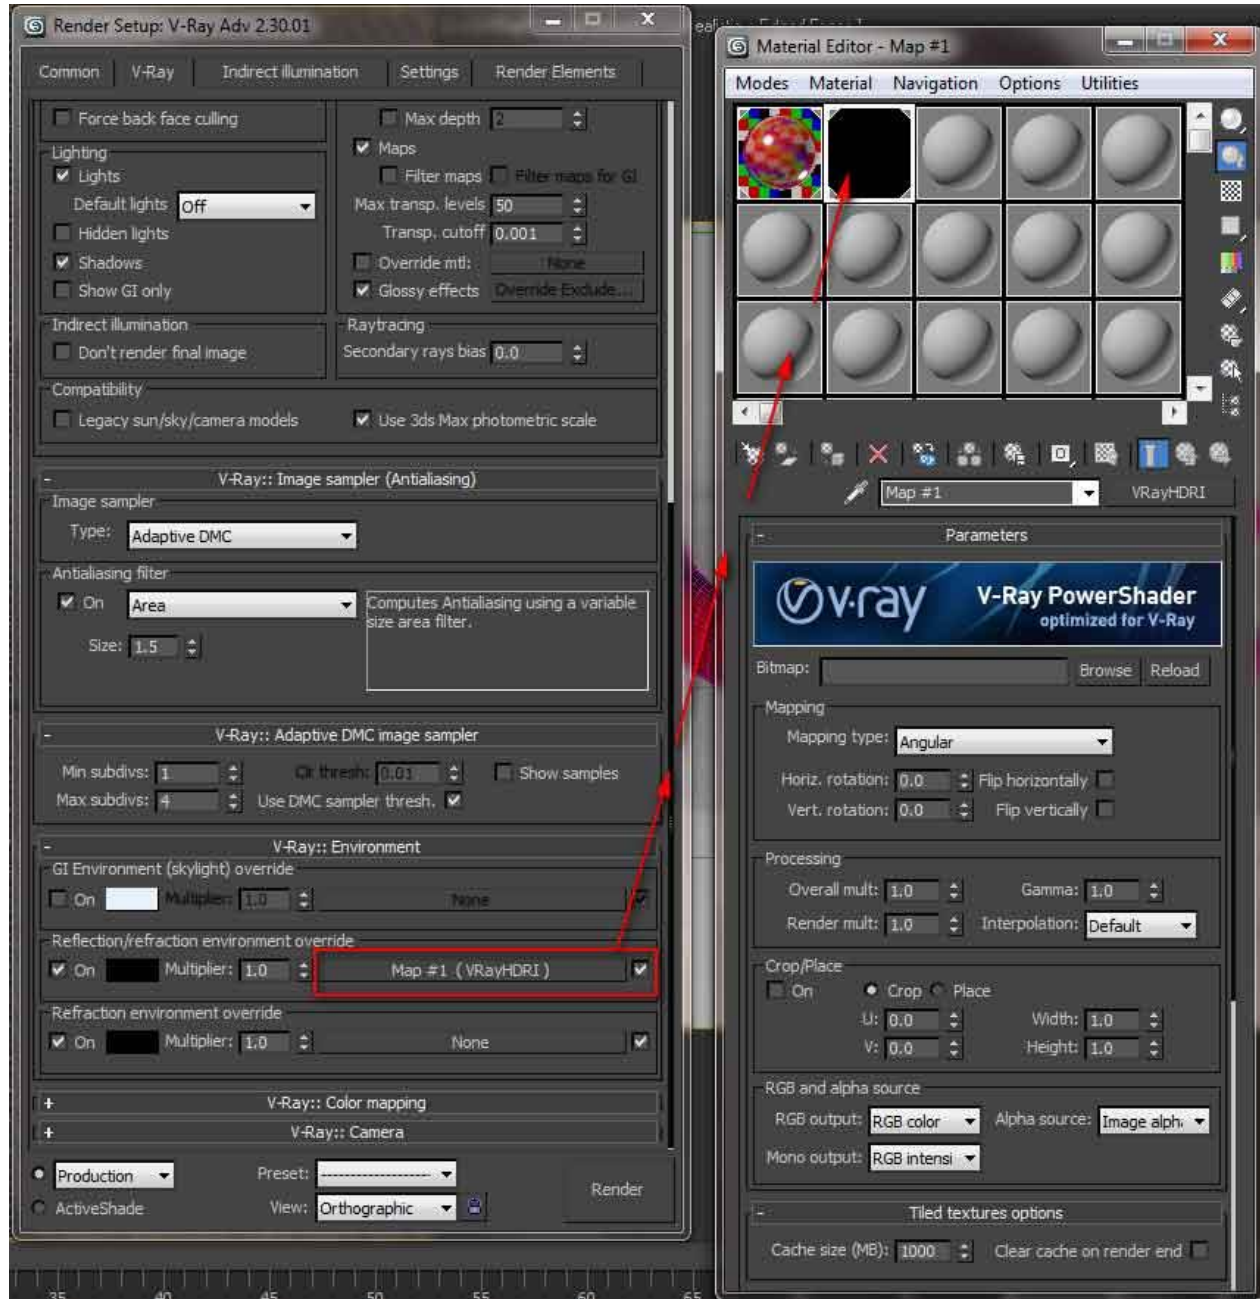 Render Setup: V-Ray Adv 2.30.01
Common V-Ray Indirect illumination Settings Render Elements
Force back face culling
Max depth 2
Lighting
Maps
Lights
Filter maps Filter maps for GI
Default lights Off
Max transp. levels 50
Hidden lights
Transp. cutoff 0.001
Shadows
Override mtl: None
Show GI only
Glossy effects Override Exclude...
Indirect illumination
Raytracing
Don't render final image
Secondary rays bias 0.0
Compatibility
Legacy sun/sky/camera models
Use 3ds Max photometric scale
- V-Ray:: Image sampler (Antialiasing)
Image sampler
Type: Adaptive DMC
Antialiasing filter
On Area
Computes Antialiasing using a variable
size area filter.
Size: 1.5
- V-Ray:: Adaptive DMC image sampler
Min subdivs: 1 Clr thresh: 0.01 Show samples
Max subdivs: 4 Use DMC sampler thresh.
- V-Ray:: Environment
GI Environment (skylight) override
On Multiplier: 1.0 None
Reflection/refraction environment override
On Multiplier: 1.0 Map #1 ( VRayHDRI )
Refraction environment override
On Multiplier: 1.0 None
+ V-Ray:: Color mapping
+ V-Ray:: Camera
Production Preset: --------------------
Render
ActiveShade View: Orthographic
35 40 45 50 55 60 65
Material Editor - Map #1
Modes Material Navigation Options Utilities
Map #1 VRayHDRI
- Parameters
v·ray V-Ray PowerShader
optimized for V-Ray
Bitmap: Browse Reload
Mapping
Mapping type: Angular
Horiz. rotation: 0.0 Flip horizontally
Vert. rotation: 0.0 Flip vertically
Processing
Overall mult: 1.0 Gamma: 1.0
Render mult: 1.0 Interpolation: Default
Crop/Place
On Crop Place
U: 0.0 Width: 1.0
V: 0.0 Height: 1.0
RGB and alpha source
RGB output: RGB color Alpha source: Image alph
Mono output: RGB intensi
- Tiled textures options
Cache size (MB): 1000 Clear cache on render end